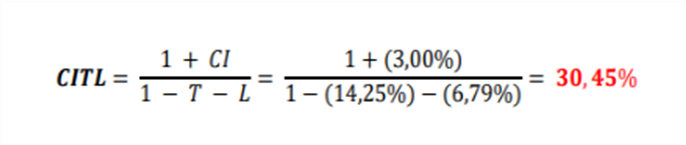 CITL = (1 + CI) / (1 − T − L) = (1 + (3,00%)) / (1 − (14,25%) − (6,79%)) = 30,45%